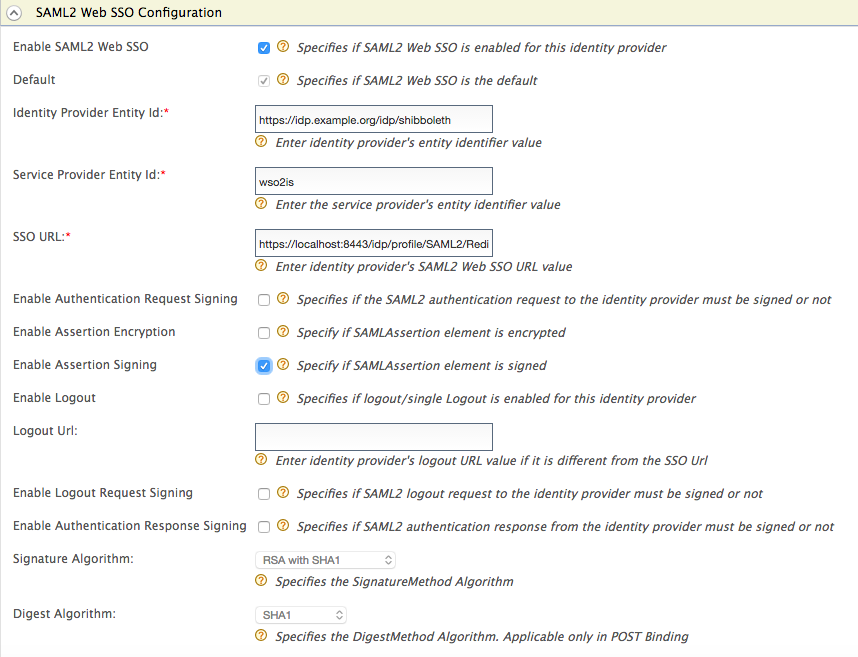 SAML2 Web SSO Configuration
Enable SAML2 Web SSO ? Specifies if SAML2 Web SSO is enabled for this identity provider
Default ? Specifies if SAML2 Web SSO is the default
Identity Provider Entity Id:* https://idp.example.org/idp/shibboleth
? Enter identity provider's entity identifier value
Service Provider Entity Id:* wso2is
? Enter the service provider's entity identifier value
SSO URL:* https://localhost:8443/idp/profile/SAML2/Redi
? Enter identity provider's SAML2 Web SSO URL value
Enable Authentication Request Signing ? Specifies if the SAML2 authentication request to the identity provider must be signed or not
Enable Assertion Encryption ? Specify if SAMLAssertion element is encrypted
Enable Assertion Signing ? Specify if SAMLAssertion element is signed
Enable Logout ? Specifies if logout/single Logout is enabled for this identity provider
Logout Url:
? Enter identity provider's logout URL value if it is different from the SSO Url
Enable Logout Request Signing ? Specifies if SAML2 logout request to the identity provider must be signed or not
Enable Authentication Response Signing ? Specifies if SAML2 authentication response from the identity provider must be signed or not
Signature Algorithm: RSA with SHA1
? Specifies the SignatureMethod Algorithm
Digest Algorithm: SHA1
? Specifies the DigestMethod Algorithm. Applicable only in POST Binding